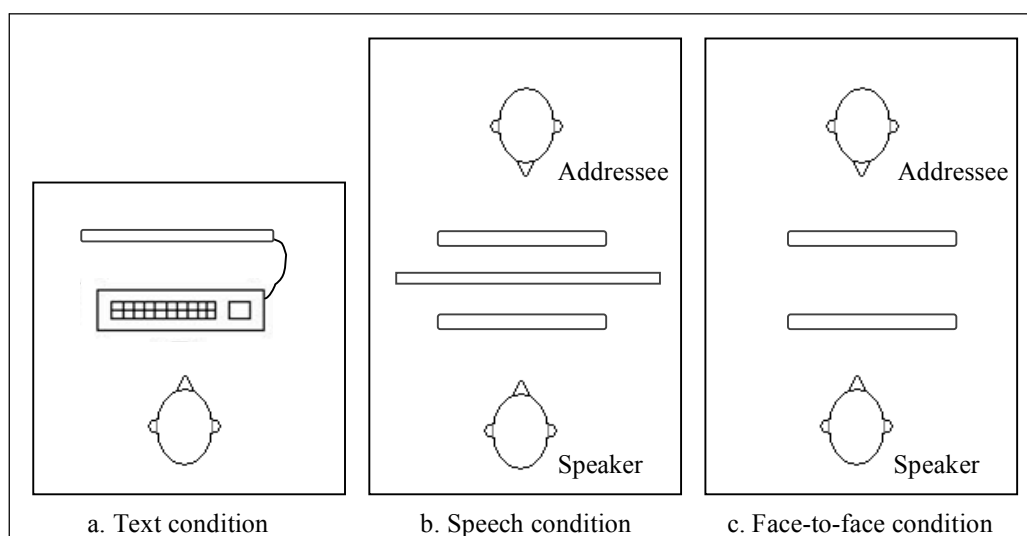 Addressee
Addressee
Speaker
Speaker
a. Text condition
b. Speech condition
c. Face-to-face condition